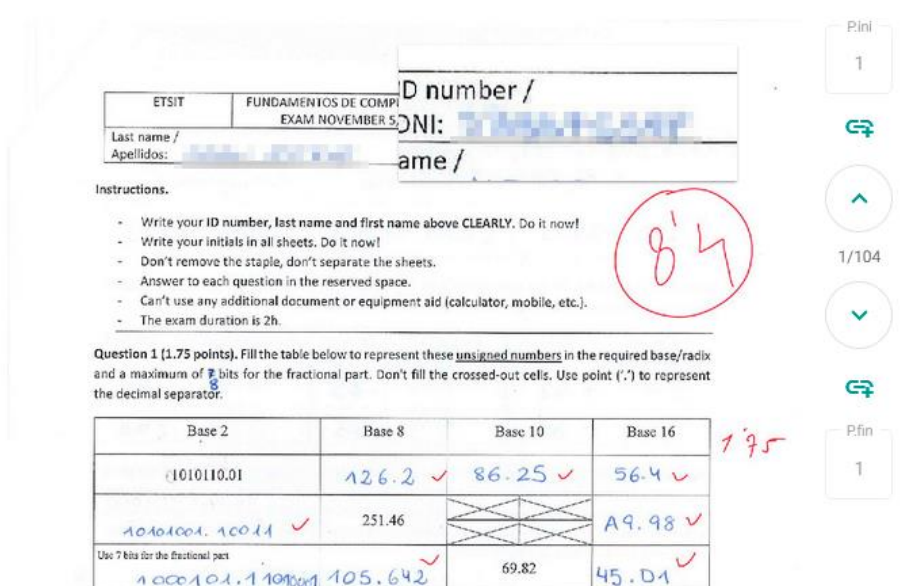 P.ini
1
1/104
P.fin
1
ETSIT
FUNDAMENTOS DE COMP
EXAM NOVEMBER 5,
Last name /
Apellidos:
ID number /
DNI:
ame /
8'4
Instructions.
- Write your ID number, last name and first name above CLEARLY. Do it now!
- Write your initials in all sheets. Do it now!
- Don't remove the staple, don't separate the sheets.
- Answer to each question in the reserved space.
- Can't use any additional document or equipment aid (calculator, mobile, etc.).
- The exam duration is 2h.
Question 1 (1.75 points). Fill the table below to represent these unsigned numbers in the required base/radix
and a maximum of 7 bits for the fractional part. Don't fill the crossed-out cells. Use point ('.') to represent
8
the decimal separator.
Base 2 Base 8 Base 10 Base 16
1'75
1010110.01 126.2 86.25 56.4
10101001.10011 251.46 A9.98
Use 7 bits for the fractional part
105.642 69.82 45.D1